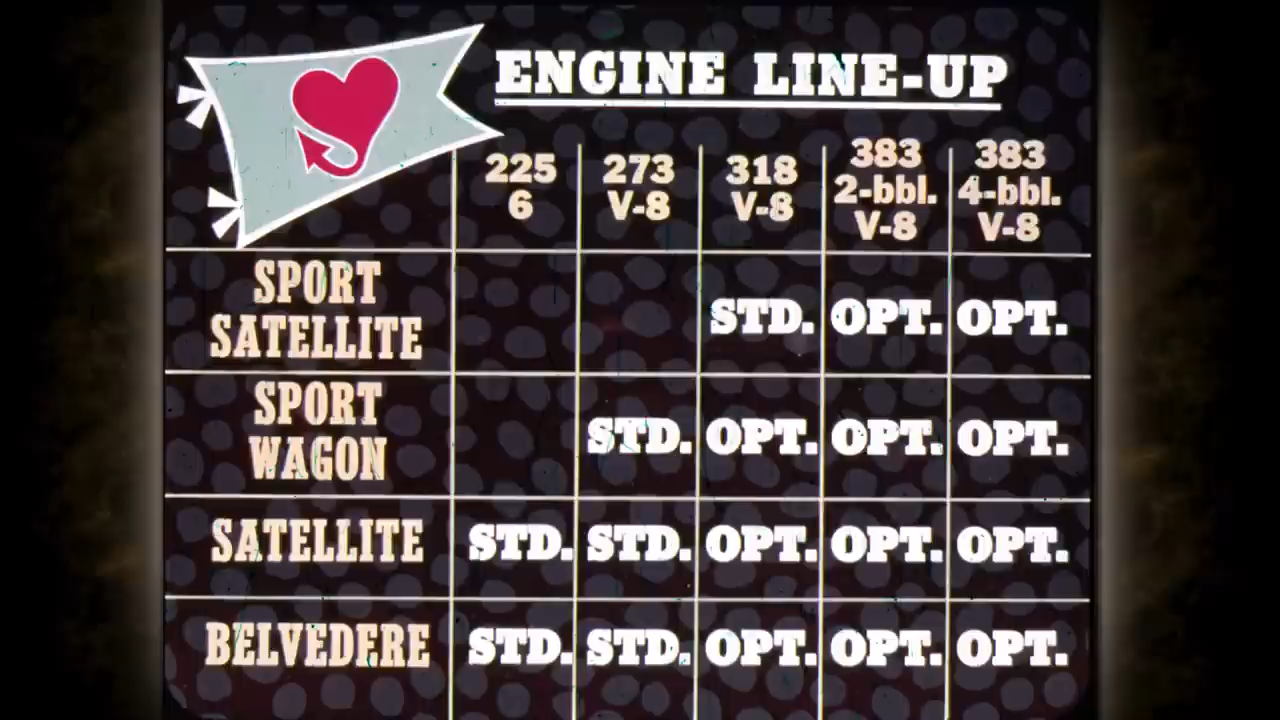 ENGINE LINE-UP
225 273 318 383 383
6 V-8 V-8 2-bbl. 4-bbl.
V-8 V-8
SPORT
SATELLITE STD. OPT. OPT.
SPORT
WAGON STD. OPT. OPT. OPT.
SATELLITE STD. STD. OPT. OPT. OPT.
BELVEDERE STD. STD. OPT. OPT. OPT.